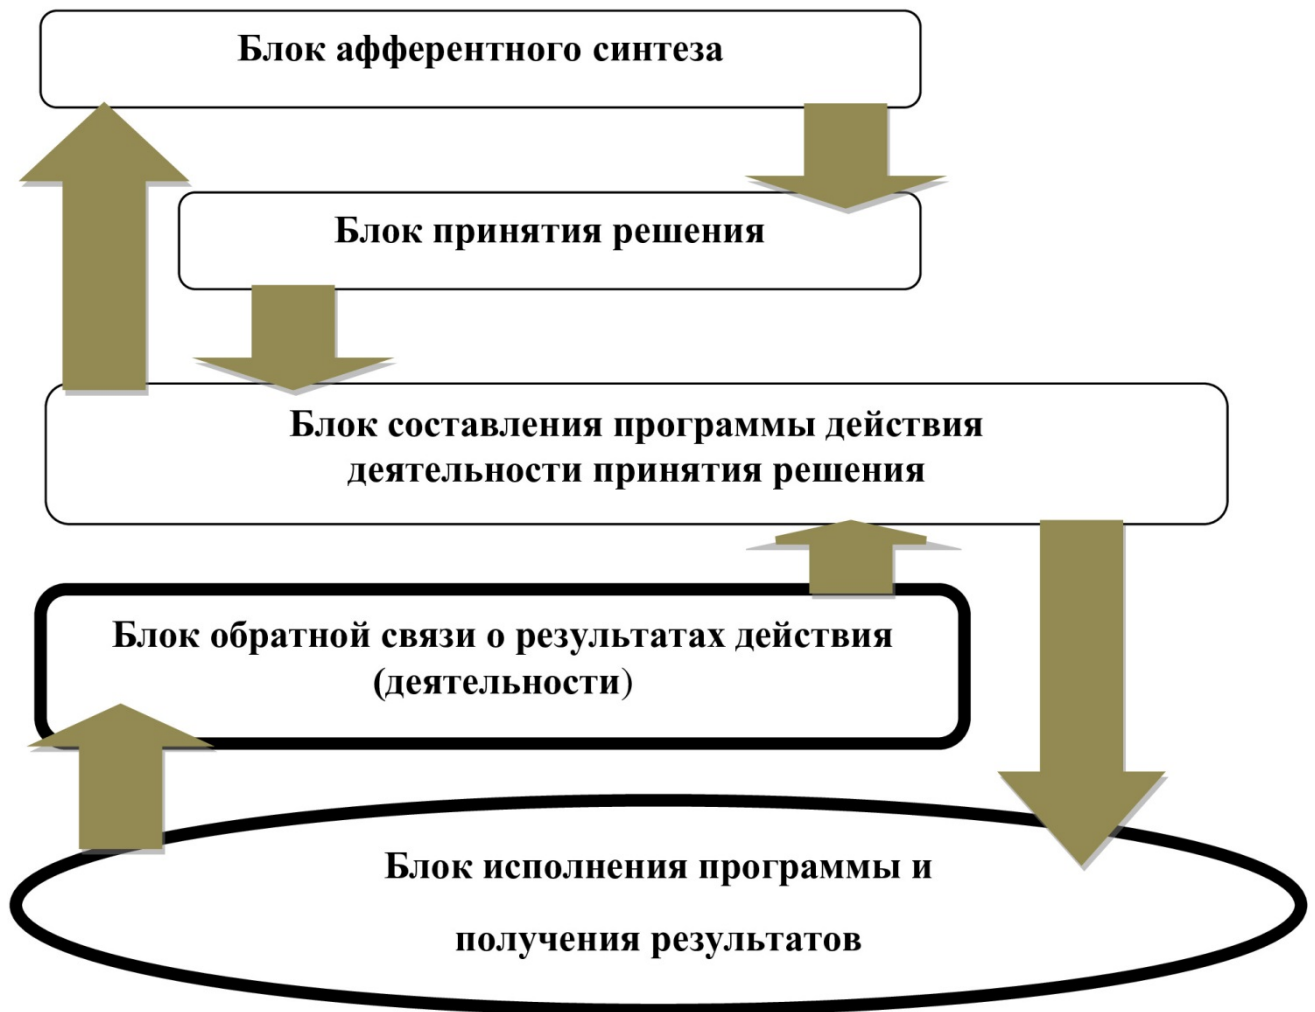 Блок афферентного синтеза
Блок принятия решения
Блок составления программы действия
деятельности принятия решения
Блок обратной связи о результатах действия
(деятельности)
Блок исполнения программы и
получения результатов